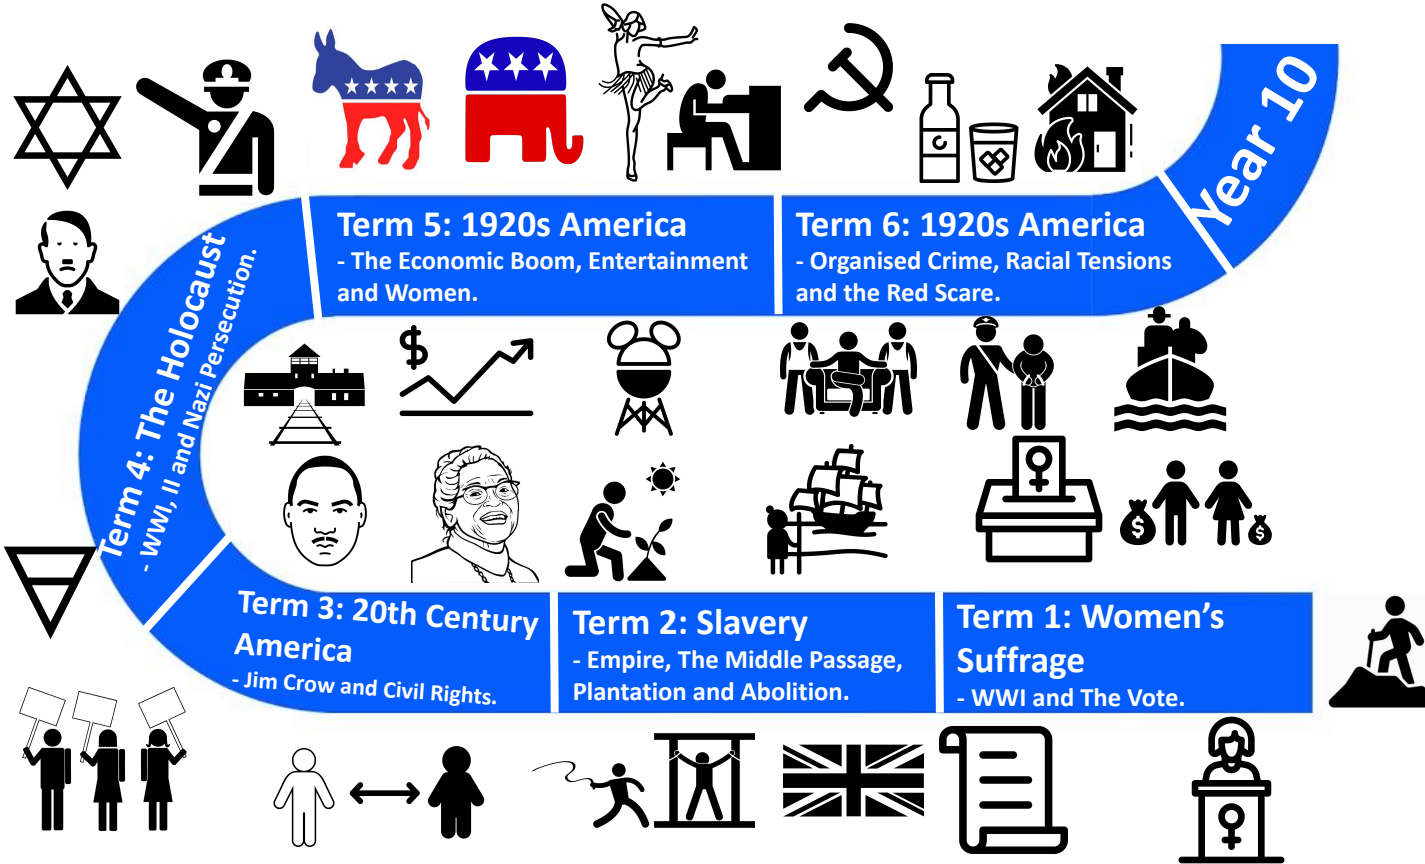 Year 10
Term 5: 1920s America
- The Economic Boom, Entertainment
and Women.
Term 6: 1920s America
- Organised Crime, Racial Tensions
and the Red Scare.
Term 4: The Holocaust
- WWI, II and Nazi Persecution.
$
$
$
Term 3: 20th Century
America
- Jim Crow and Civil Rights.
Term 2: Slavery
- Empire, The Middle Passage,
Plantation and Abolition.
Term 1: Women's
Suffrage
- WWI and The Vote.